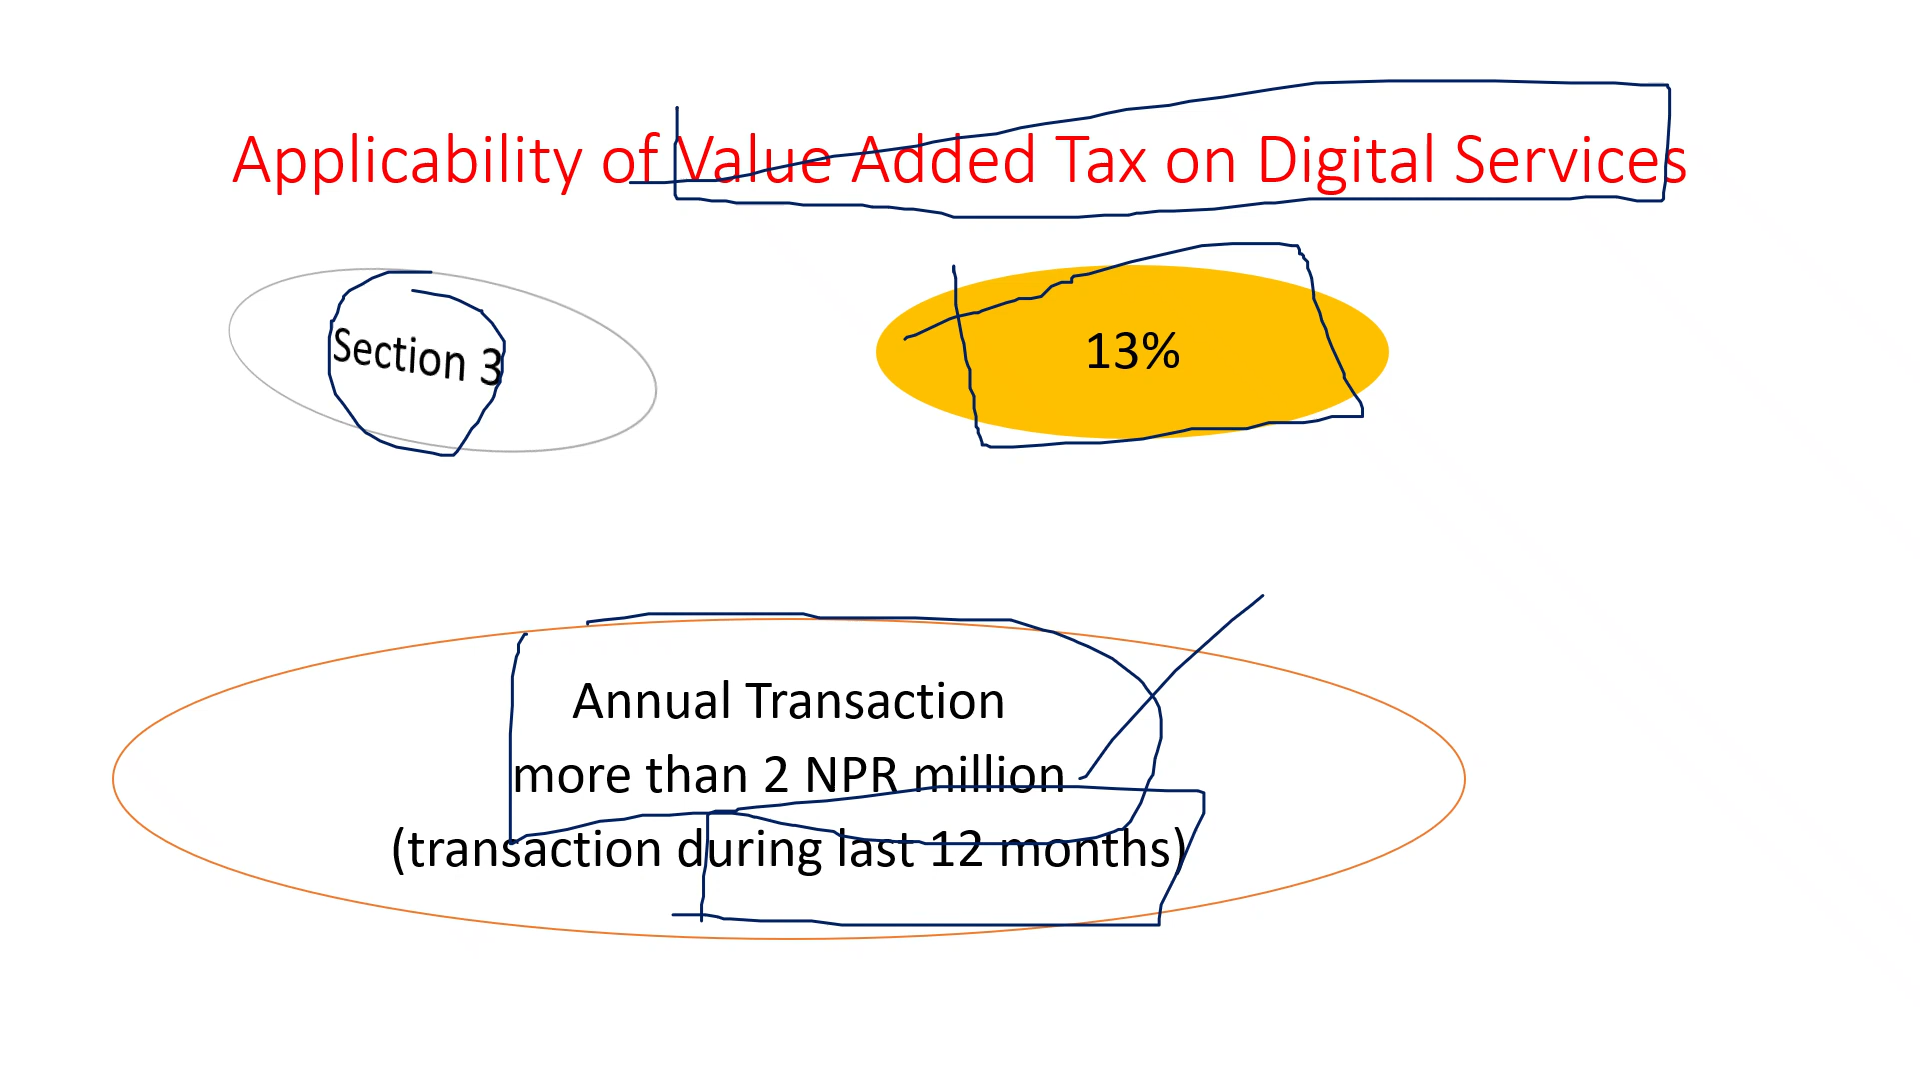 Applicability of Value Added Tax on Digital Services
Section 3
13%
Annual Transaction
more than 2 NPR million
(transaction during last 12 months)